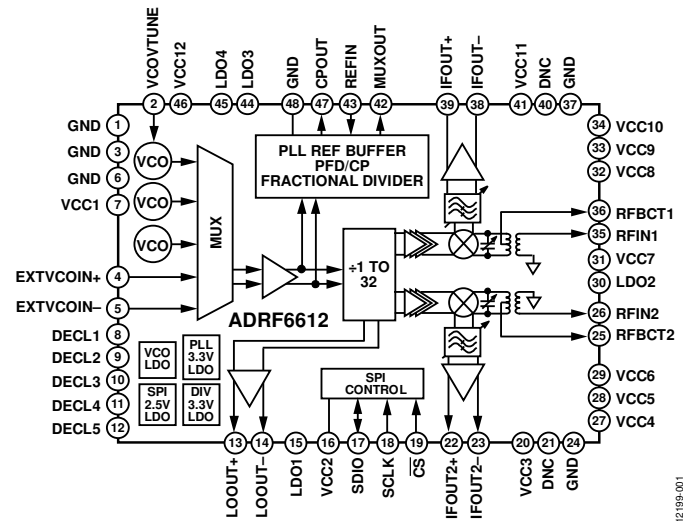 VCOVTUNE
VCC12
LDO4
LDO3
GND
CPOUT
REFIN
MUXOUT
IFOUT+
IFOUT–
VCC11
DNC
GND
2
46
45
44
48
47
43
42
39
38
41
40
37
GND 1
GND 3
GND 6
VCC1 7
EXTVCOIN+ 4
EXTVCOIN– 5
DECL1 8
DECL2 9
DECL3 10
DECL4 11
DECL5 12
VCO
VCO
VCO
MUX
PLL REF BUFFER
PFD/CP
FRACTIONAL DIVIDER
÷1 TO
32
ADRF6612
VCO
LDO
PLL
3.3V
LDO
SPI
2.5V
LDO
DIV
3.3V
LDO
SPI
CONTROL
34 VCC10
33 VCC9
32 VCC8
36 RFBCT1
35 RFIN1
31 VCC7
30 LDO2
26 RFIN2
25 RFBCT2
29 VCC6
28 VCC5
27 VCC4
13
14
15
16
17
18
19
22
23
20
21
24
LOOUT+
LOOUT–
LDO1
VCC2
SDIO
SCLK
CS
IFOUT2+
IFOUT2–
VCC3
DNC
GND
12199-001